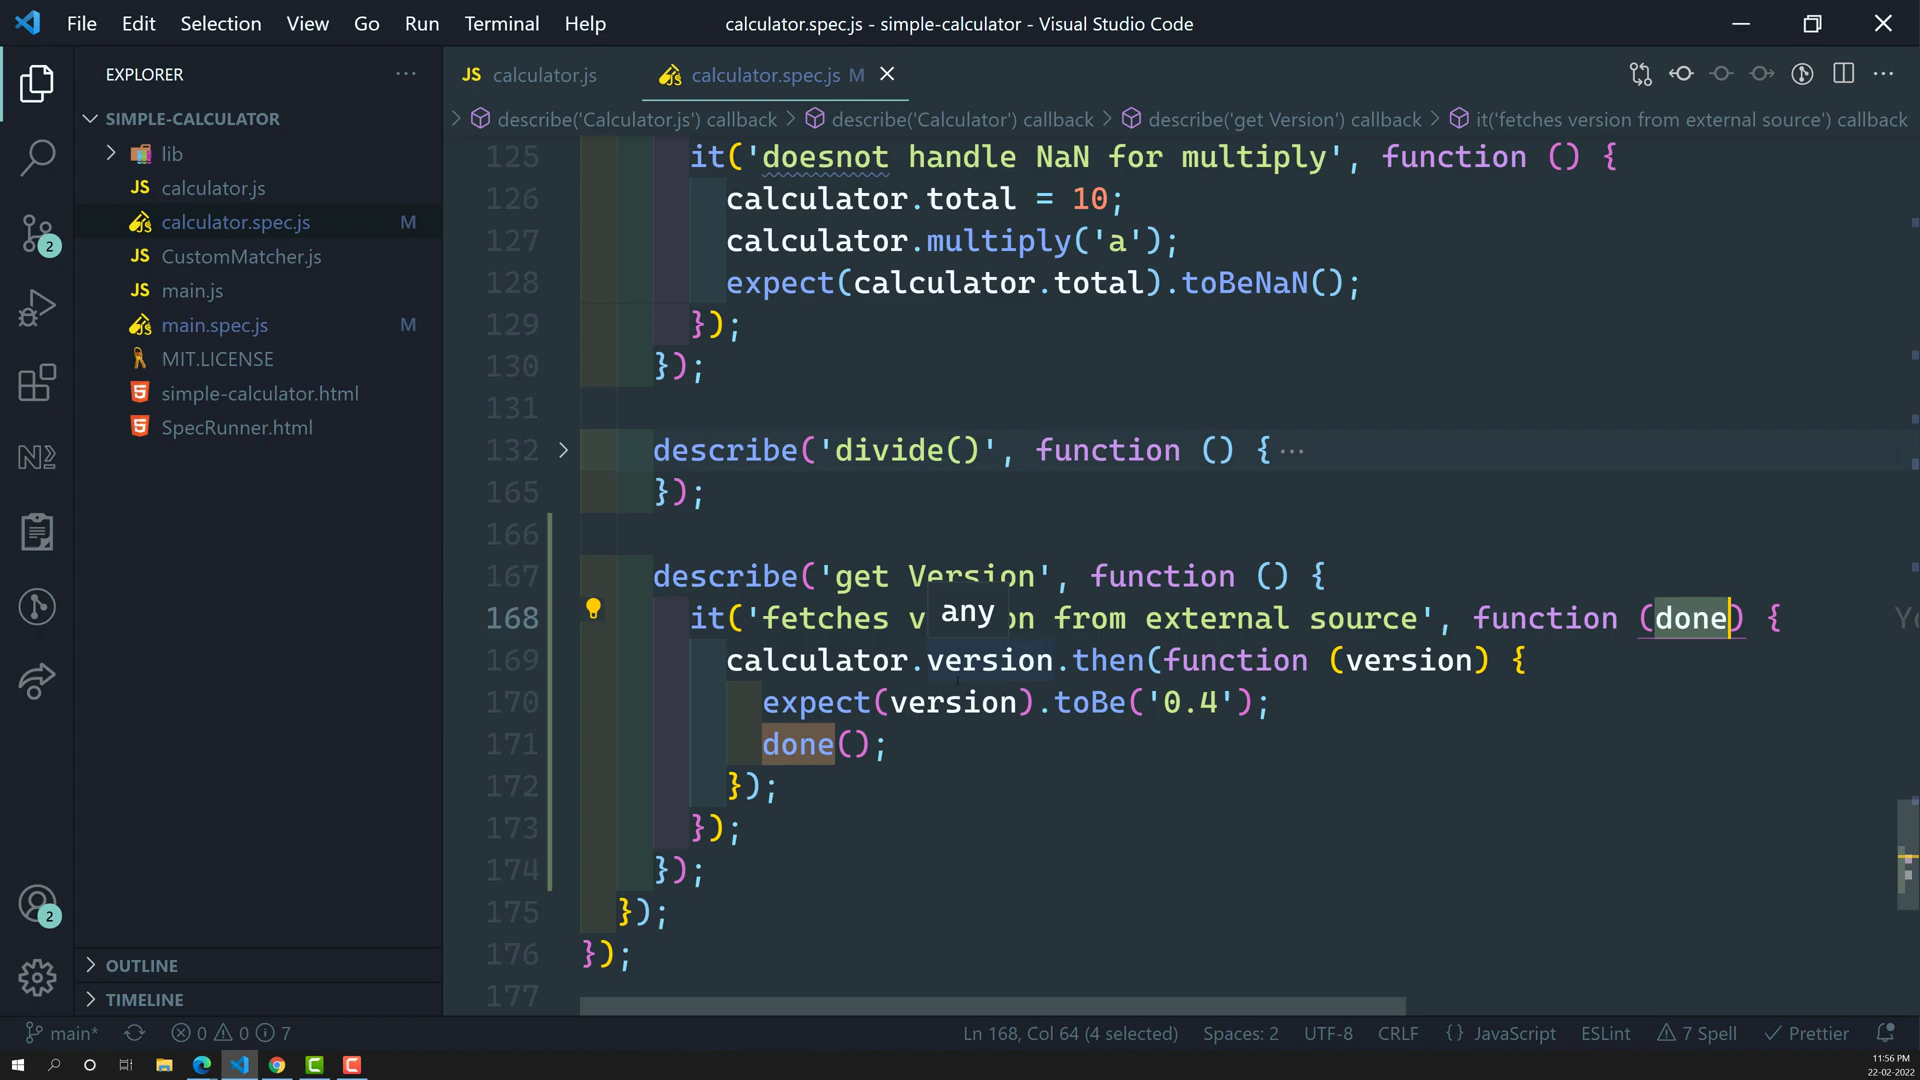 File Edit Selection View Go Run Terminal Help
calculator.spec.js - simple-calculator - Visual Studio Code
EXPLORER
SIMPLE-CALCULATOR
lib
JS calculator.js
calculator.spec.js M
JS CustomMatcher.js
JS main.js
main.spec.js M
MIT.LICENSE
simple-calculator.html
SpecRunner.html
OUTLINE
TIMELINE
2
2
JS calculator.js
calculator.spec.js M
describe('Calculator.js') callback > describe('Calculator') callback > describe('get Version') callback > it('fetches version from external source') callback
125 it('doesnot handle NaN for multiply', function () {
126 calculator.total = 10;
127 calculator.multiply('a');
128 expect(calculator.total).toBeNaN();
129 });
130 });
131
132 describe('divide()', function () {···
165 });
166
167 describe('get Version', function () {
any
168 it('fetches v on from external source', function (done) {
169 calculator.version.then(function (version) {
170 expect(version).toBe('0.4');
171 done();
172 });
173 });
174 });
175 });
176 });
177
main* 0 0 7
Ln 168, Col 64 (4 selected) Spaces: 2 UTF-8 CRLF {} JavaScript ESLint 7 Spell Prettier
11:56 PM
22-02-2022